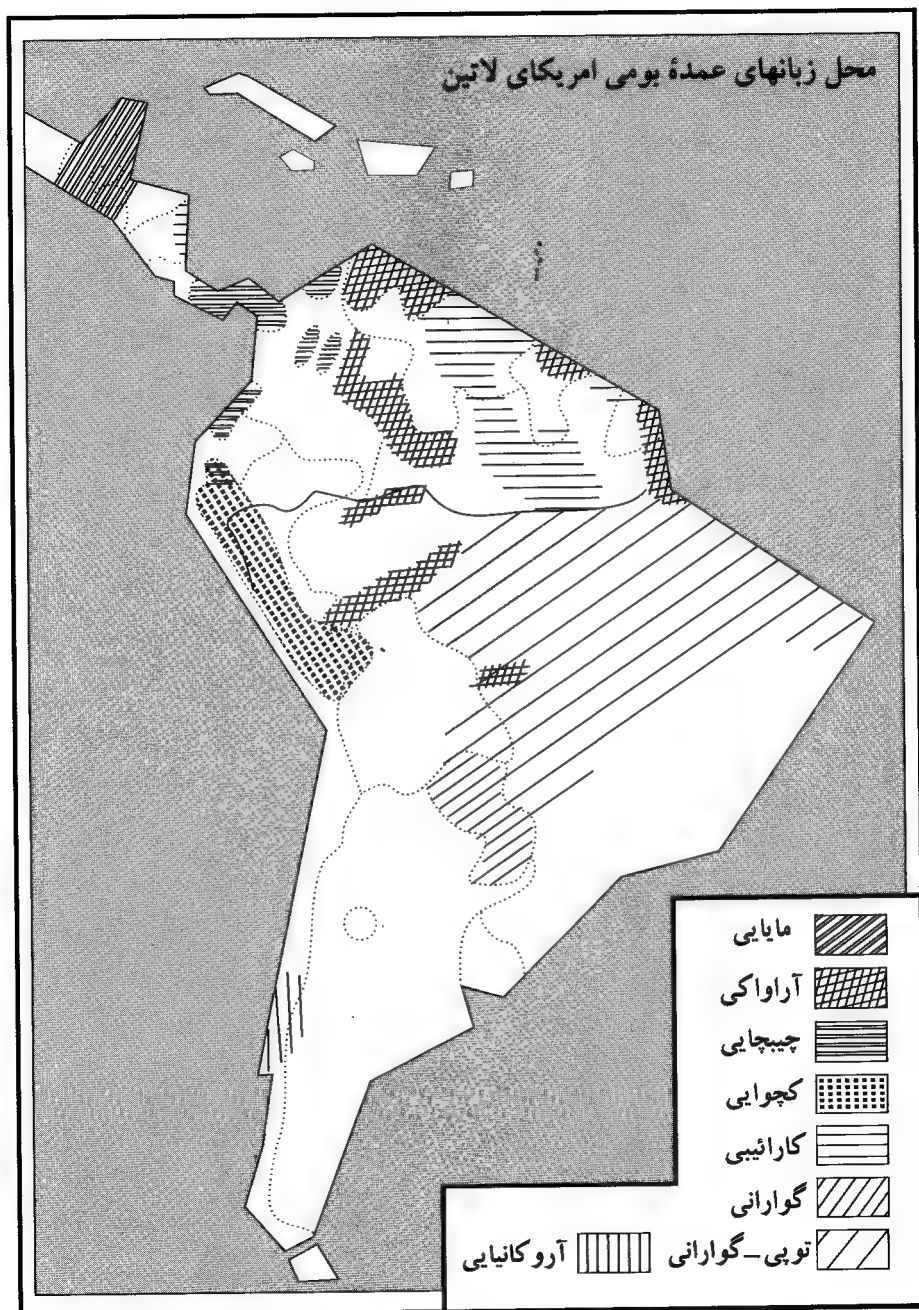 محل زبانهای عمدهٔ بومی امریکای لاتین
مایایی
آراواکی
چیبچایی
کچوایی
کارائیبی
گوارانی
توپی–گوارانی
آروکانیایی